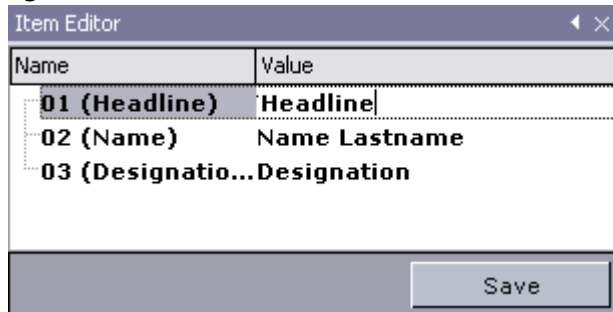 Item Editor
Name Value
01 (Headline) Headline
02 (Name) Name Lastname
03 (Designatio... Designation
Save